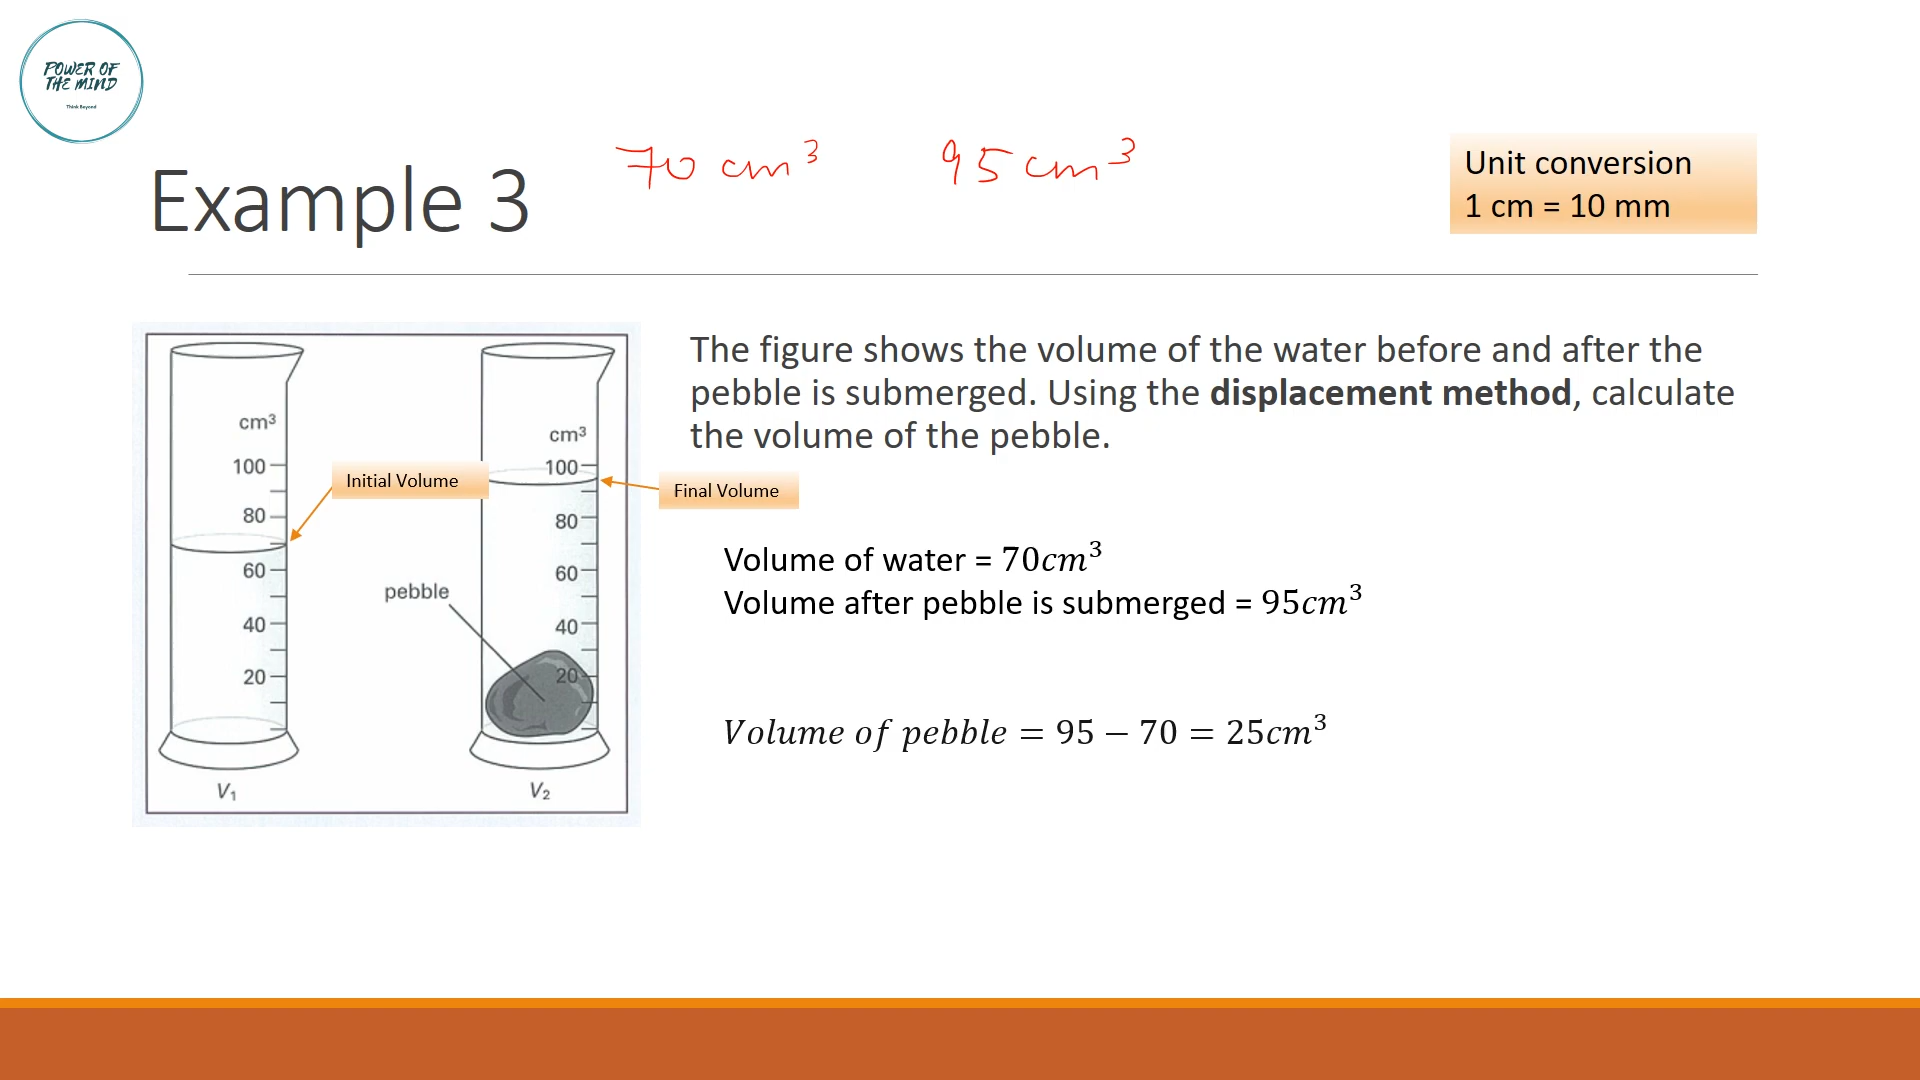 POWER OF
THE MIND
Think Beyond
Example 3
70 cm³
95 cm³
Unit conversion
1 cm = 10 mm
The figure shows the volume of the water before and after the
pebble is submerged. Using the displacement method, calculate
the volume of the pebble.
cm³
100
80
60
40
20
V₁
Initial Volume
pebble
cm³
100
80
60
40
20
V₂
Final Volume
Volume of water = 70cm³
Volume after pebble is submerged = 95cm³
Volume of pebble = 95 − 70 = 25cm³